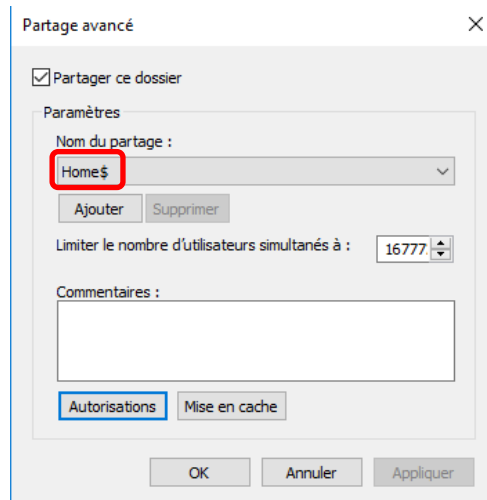 Partage avancé
Partager ce dossier
Paramètres
Nom du partage :
Home$
Ajouter Supprimer
Limiter le nombre d'utilisateurs simultanés à : 16777
Commentaires :
Autorisations Mise en cache
OK Annuler Appliquer